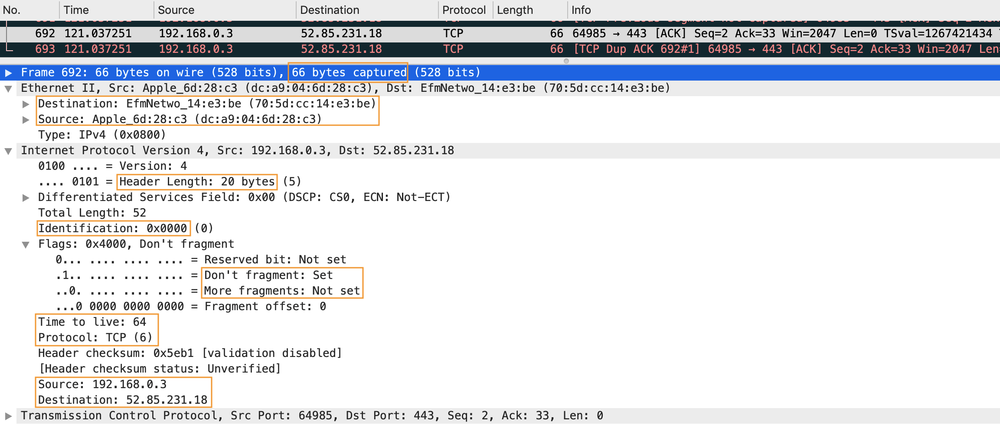 No. Time Source Destination Protocol Length Info
692 121.037251 192.168.0.3 52.85.231.18 TCP 66 64985 → 443 [ACK] Seq=2 Ack=33 Win=2047 Len=0 TSval=1267421434
693 121.037251 192.168.0.3 52.85.231.18 TCP 66 [TCP Dup ACK 692#1] 64985 → 443 [ACK] Seq=2 Ack=33 Win=2047 Len=
Frame 692: 66 bytes on wire (528 bits), 66 bytes captured (528 bits)
Ethernet II, Src: Apple_6d:28:c3 (dc:a9:04:6d:28:c3), Dst: EfmNetwo_14:e3:be (70:5d:cc:14:e3:be)
Destination: EfmNetwo_14:e3:be (70:5d:cc:14:e3:be)
Source: Apple_6d:28:c3 (dc:a9:04:6d:28:c3)
Type: IPv4 (0x0800)
Internet Protocol Version 4, Src: 192.168.0.3, Dst: 52.85.231.18
0100 .... = Version: 4
.... 0101 = Header Length: 20 bytes (5)
Differentiated Services Field: 0x00 (DSCP: CS0, ECN: Not-ECT)
Total Length: 52
Identification: 0x0000 (0)
Flags: 0x4000, Don't fragment
0... .... .... .... = Reserved bit: Not set
.1.. .... .... .... = Don't fragment: Set
..0. .... .... .... = More fragments: Not set
...0 0000 0000 0000 = Fragment offset: 0
Time to live: 64
Protocol: TCP (6)
Header checksum: 0x5eb1 [validation disabled]
[Header checksum status: Unverified]
Source: 192.168.0.3
Destination: 52.85.231.18
Transmission Control Protocol, Src Port: 64985, Dst Port: 443, Seq: 2, Ack: 33, Len: 0